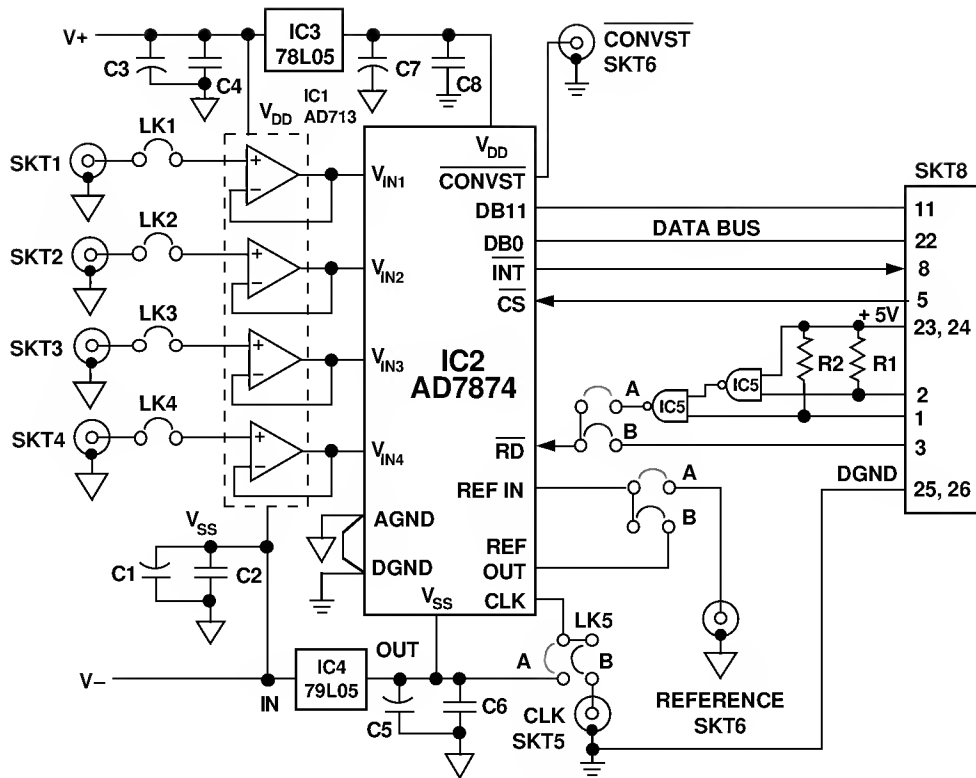 V+
C3
C4
IC3
78L05
C7
C8
CONVST
SKT6
VDD
IC1
AD713
SKT1
LK1
VIN1
VDD
CONVST
DB11
DB0
INT
CS
DATA BUS
SKT8
11
22
8
5
+ 5V
23, 24
SKT2
LK2
VIN2
SKT3
LK3
VIN3
IC2
AD7874
IC5
IC5
R2
R1
2
1
3
A
B
SKT4
LK4
VIN4
RD
REF IN
A
B
DGND
25, 26
VSS
AGND
DGND
REF
OUT
C1
C2
VSS
CLK
LK5
A
B
V–
IN
IC4
79L05
OUT
C5
C6
CLK
SKT5
REFERENCE
SKT6